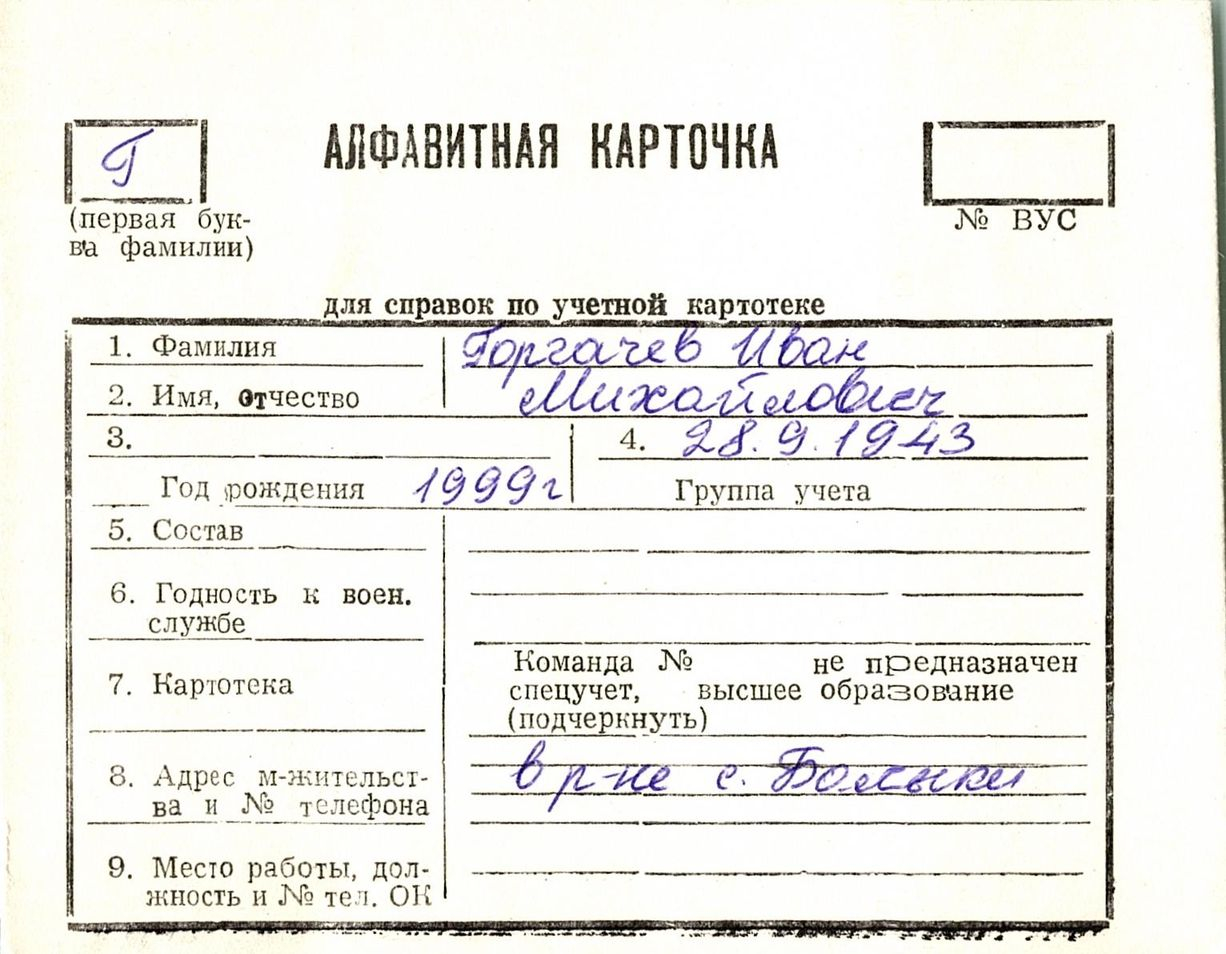 Г
АЛФАВИТНАЯ КАРТОЧКА
(первая бук-
ва фамилии)
№ ВУС
для справок по учетной картотеке
1. Фамилия Горгачев Иван
2. Имя, отчество Михайлович
3. 4. 28.9.1943
Год рождения 1999г Группа учета
5. Состав
6. Годность к воен.
службе
7. Картотека
Команда № не предназначен
спецучет, высшее образование
(подчеркнуть)
8. Адрес м-жительст-
ва и № телефона
в р-не с. Болыки
9. Место работы, дол-
жность и № тел. ОК